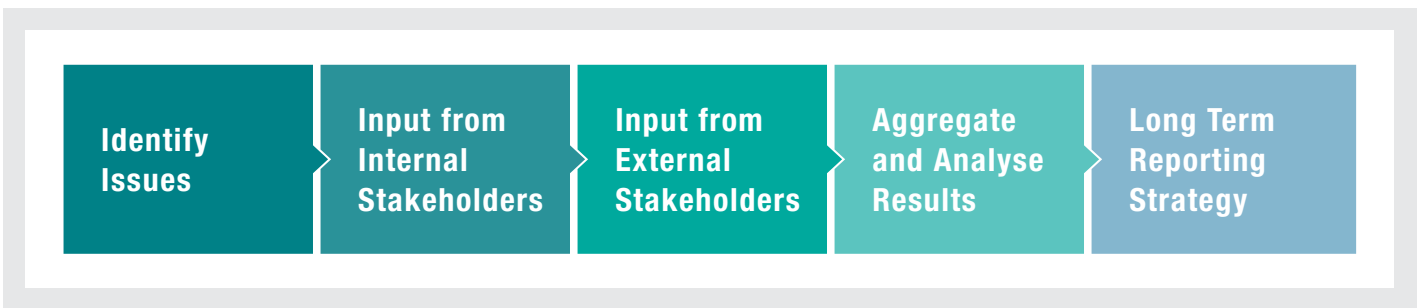 Identify
Issues
Input from
Internal
Stakeholders
Input from
External
Stakeholders
Aggregate
and Analyse
Results
Long Term
Reporting
Strategy